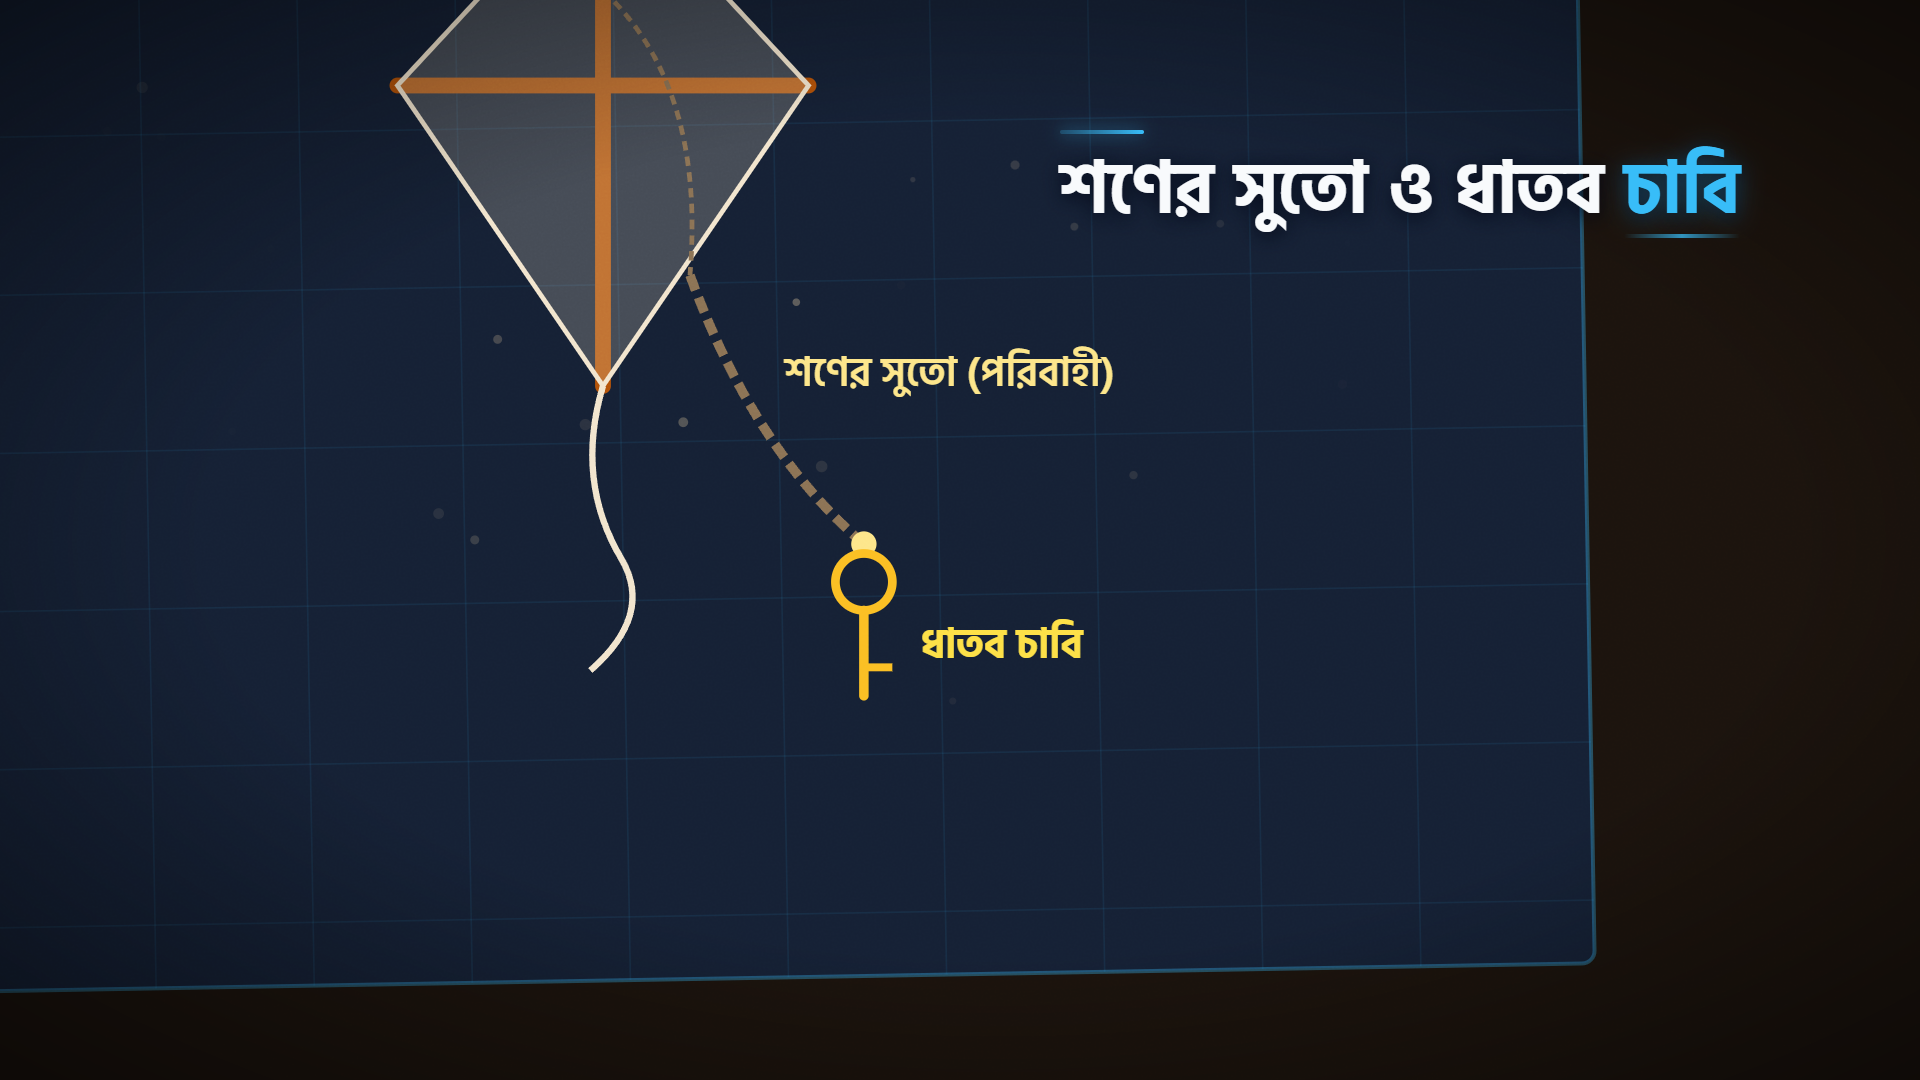 শণের সুতো ও ধাতব চাবি
শণের সুতো (পরিবাহী)
ধাতব চাবি